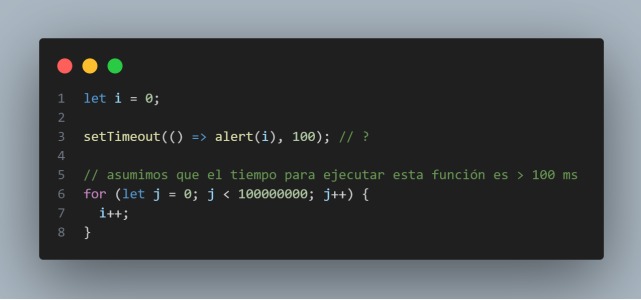 1 let i = 0;
2
3 setTimeout(() => alert(i), 100); // ?
4
5 // asumimos que el tiempo para ejecutar esta función es > 100 ms
6 for (let j = 0; j < 100000000; j++) {
7   i++;
8 }